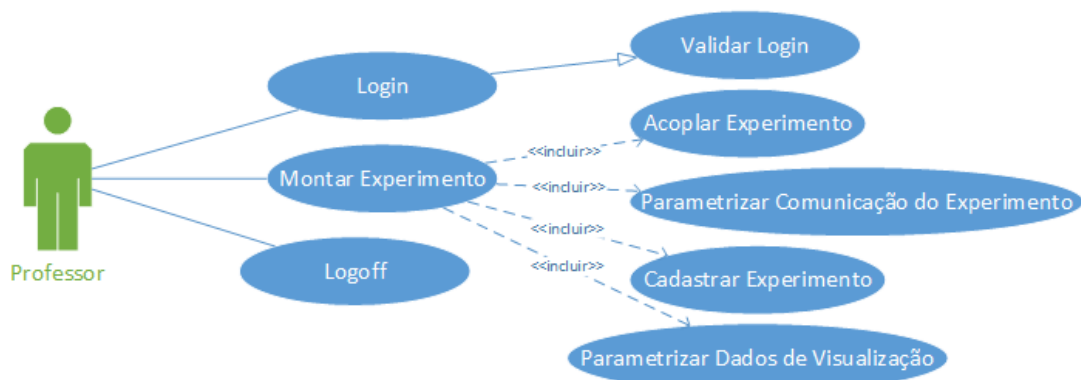 Validar Login
Login
Acoplar Experimento
<<incluir>>
Montar Experimento
<<incluir>>
Parametrizar Comunicação do Experimento
<<incluir>>
Professor
Logoff
<<incluir>>
Cadastrar Experimento
Parametrizar Dados de Visualização